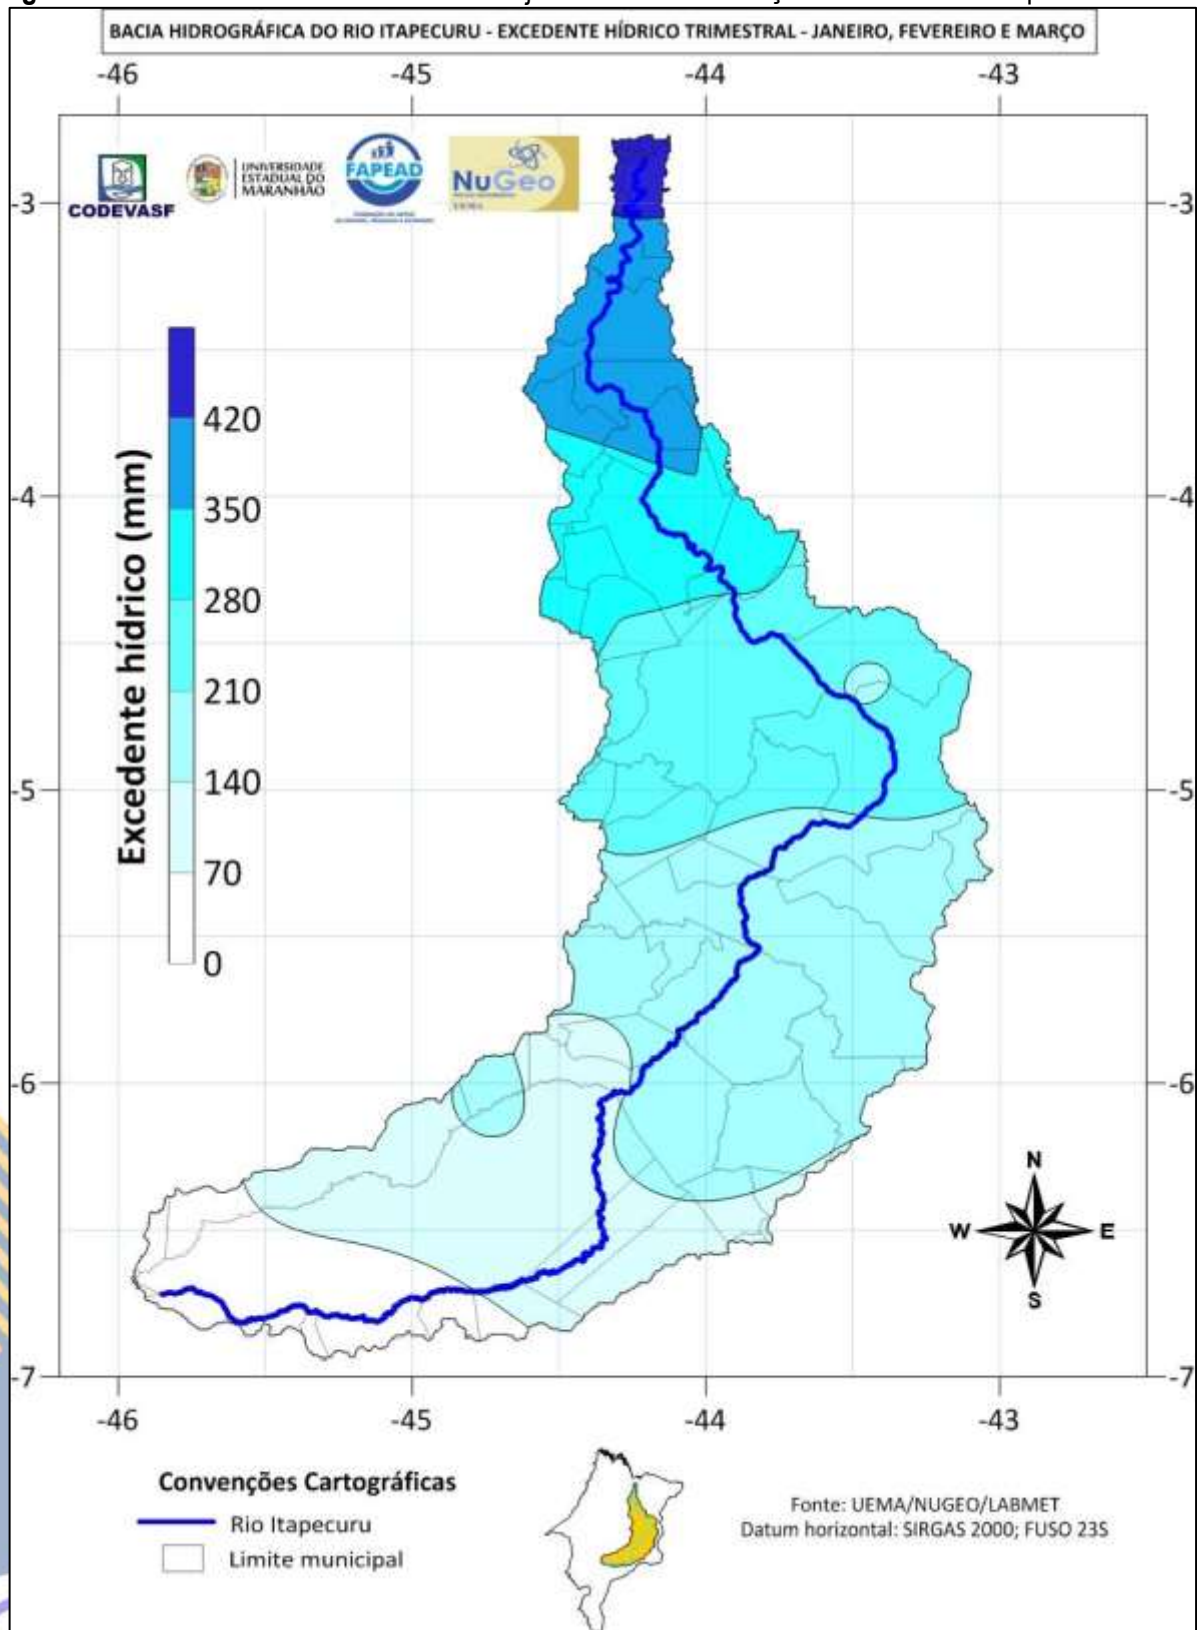 BACIA HIDROGRÁFICA DO RIO ITAPECURU - EXCEDENTE HÍDRICO TRIMESTRAL - JANEIRO, FEVEREIRO E MARÇO
-46 -45 -44 -43
CODEVASF
UNIVERSIDADE
ESTADUAL DO
MARANHÃO
FAPEAD
NuGeo
UEMA
-3 -3
Excedente hídrico (mm)
420
350
280
210
140
70
0
-4 -4
-5 -5
-6 -6
N
W E
S
-7 -7
-46 -45 -44 -43
Convenções Cartográficas
Rio Itapecuru
Limite municipal
Fonte: UEMA/NUGEO/LABMET
Datum horizontal: SIRGAS 2000; FUSO 23S